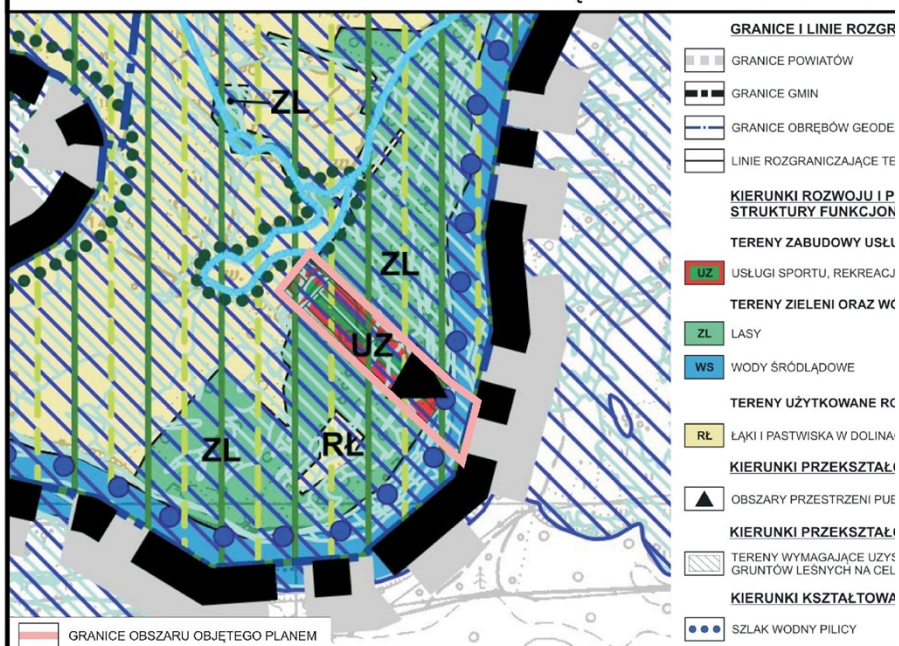 ZL
ZL
UZ
ZL
RŁ
GRANICE OBSZARU OBJĘTEGO PLANEM
GRANICE I LINIE ROZGR
GRANICE POWIATÓW
GRANICE GMIN
GRANICE OBRĘBÓW GEODE
LINIE ROZGRANICZAJĄCE TE
KIERUNKI ROZWOJU I P
STRUKTURY FUNKCJON
TERENY ZABUDOWY USŁU
UZ USŁUGI SPORTU, REKREACJ
TERENY ZIELENI ORAZ WÓ
ZL LASY
WS WODY ŚRÓDLĄDOWE
TERENY UŻYTKOWANE RO
RŁ ŁĄKI I PASTWISKA W DOLINA
KIERUNKI PRZEKSZTAŁC
OBSZARY PRZESTRZENI PUB
KIERUNKI PRZEKSZTAŁC
TERENY WYMAGAJĄCE UZYS
GRUNTÓW LEŚNYCH NA CEL
KIERUNKI KSZTAŁTOWA
SZLAK WODNY PILICY